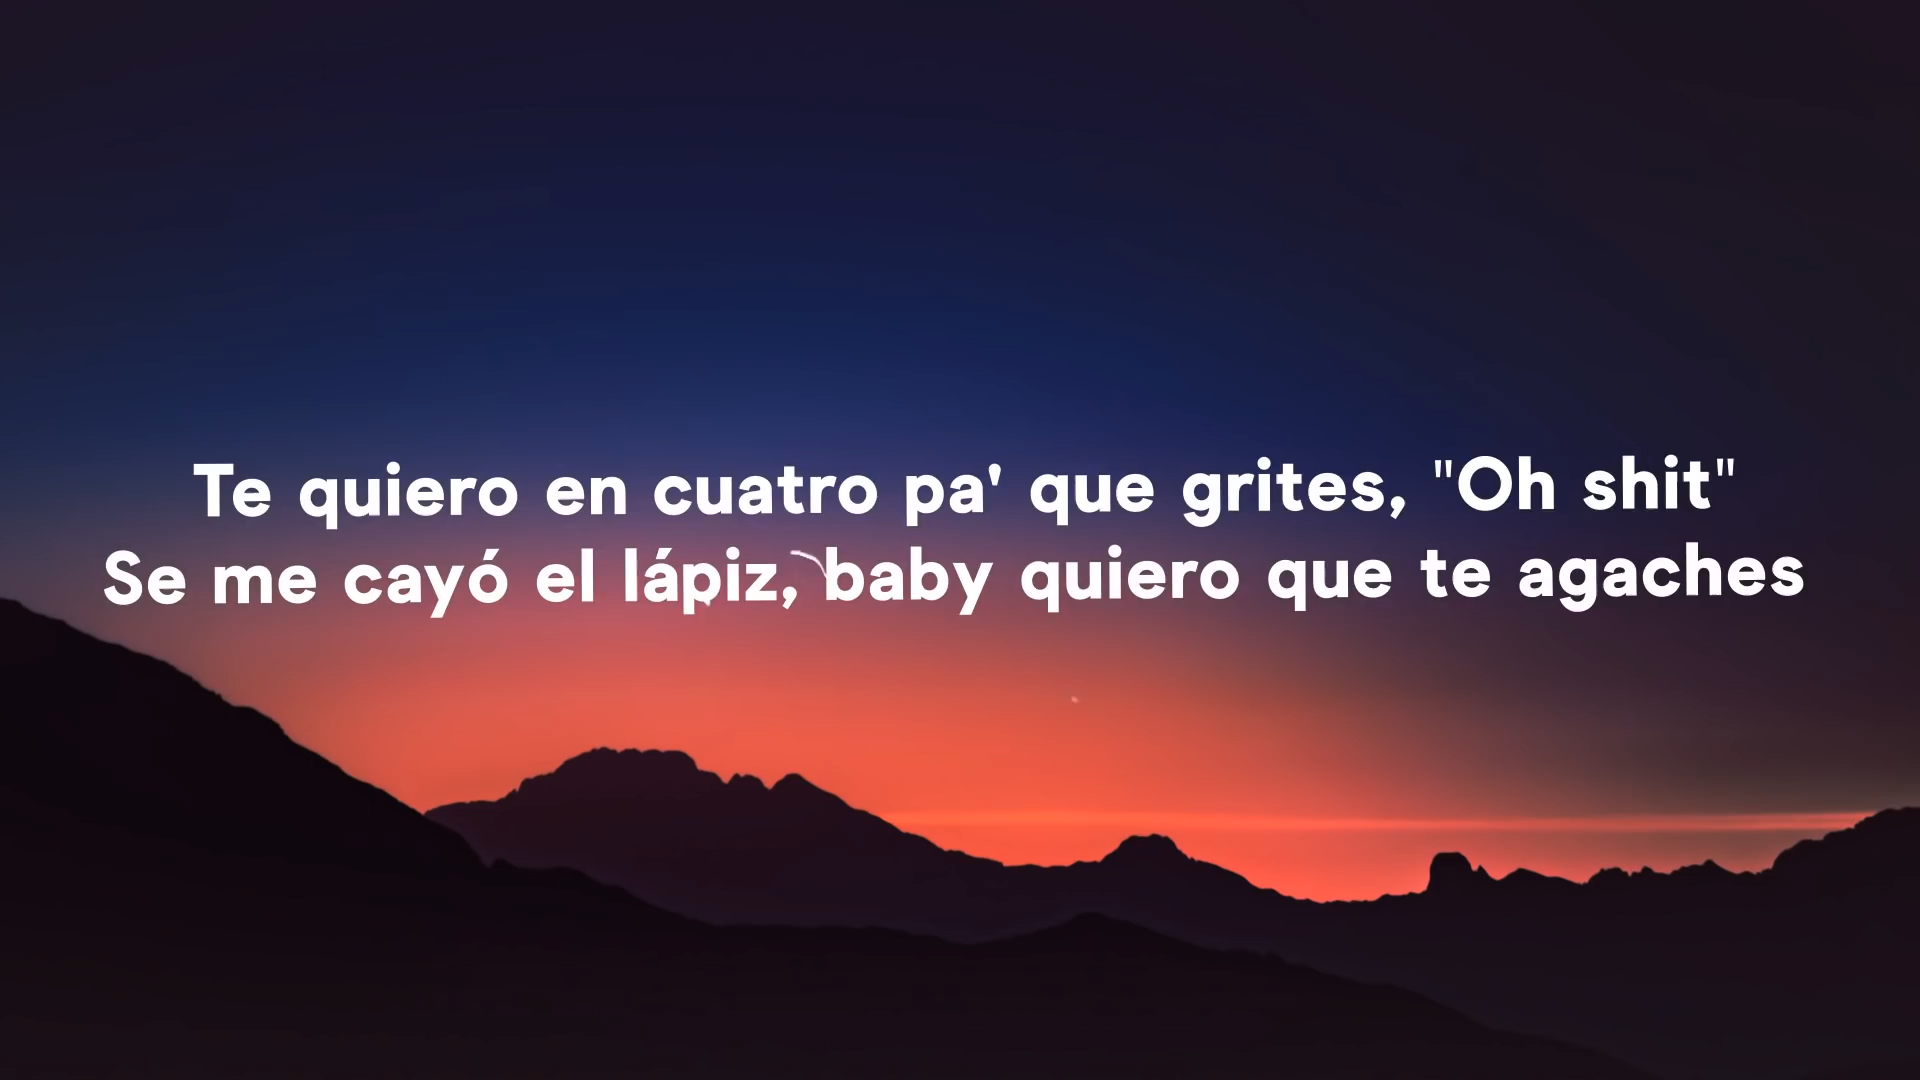 Te quiero en cuatro pa' que grites, "Oh shit"
Se me cayó el lápiz, baby quiero que te agaches